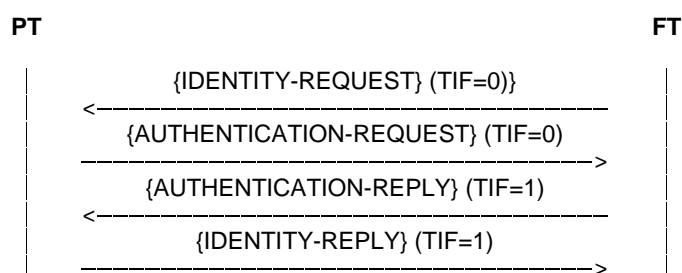 PT FT
{IDENTITY-REQUEST} (TIF=0)}
{AUTHENTICATION-REQUEST} (TIF=0)
{AUTHENTICATION-REPLY} (TIF=1)
{IDENTITY-REPLY} (TIF=1)